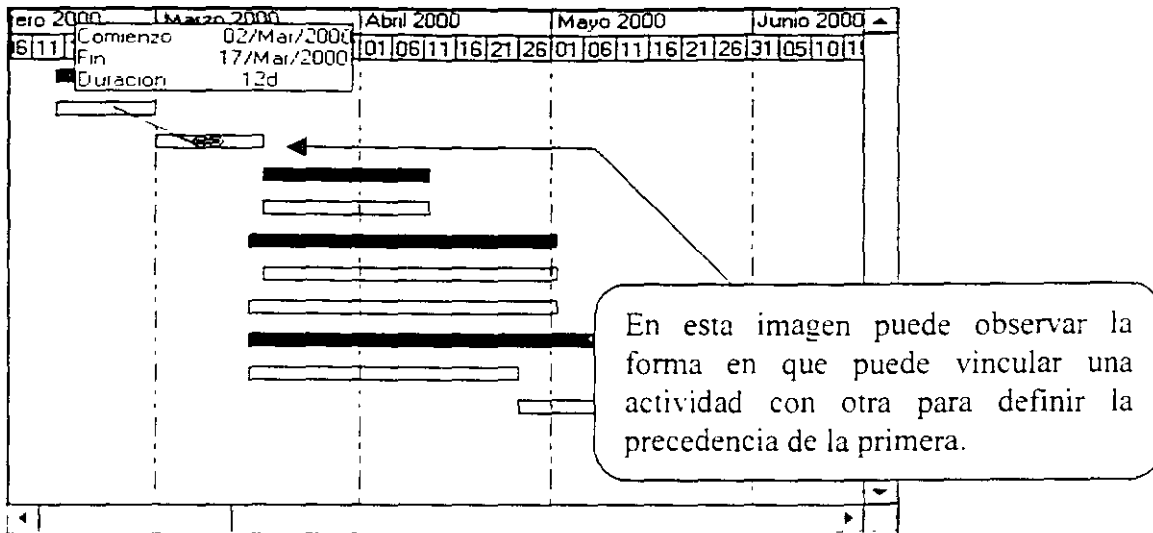 ero 2000 Marzo 2000 Abril 2000 Mayo 2000 Junio 2000
11 01 06 11 16 21 26 01 06 11 16 21 26 31 05 10
Comienzo 02/Mar/2000
Fin 17/Mar/2000
Duracion 12d
En esta imagen puede observar la
forma en que puede vincular una
actividad con otra para definir la
precedencia de la primera.